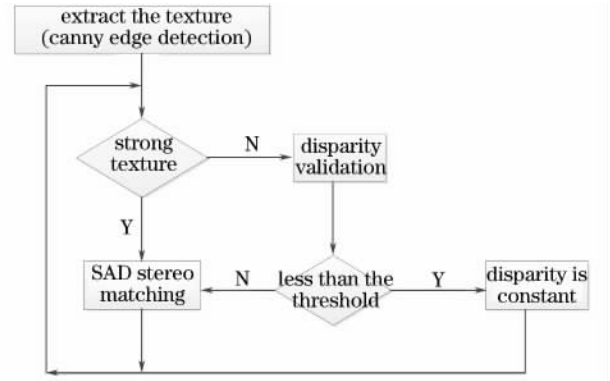 extract the texture
(canny edge detection)
strong
texture
N
disparity
validation
Y
SAD stereo
matching
N
less than the
threshold
Y
disparity is
constant